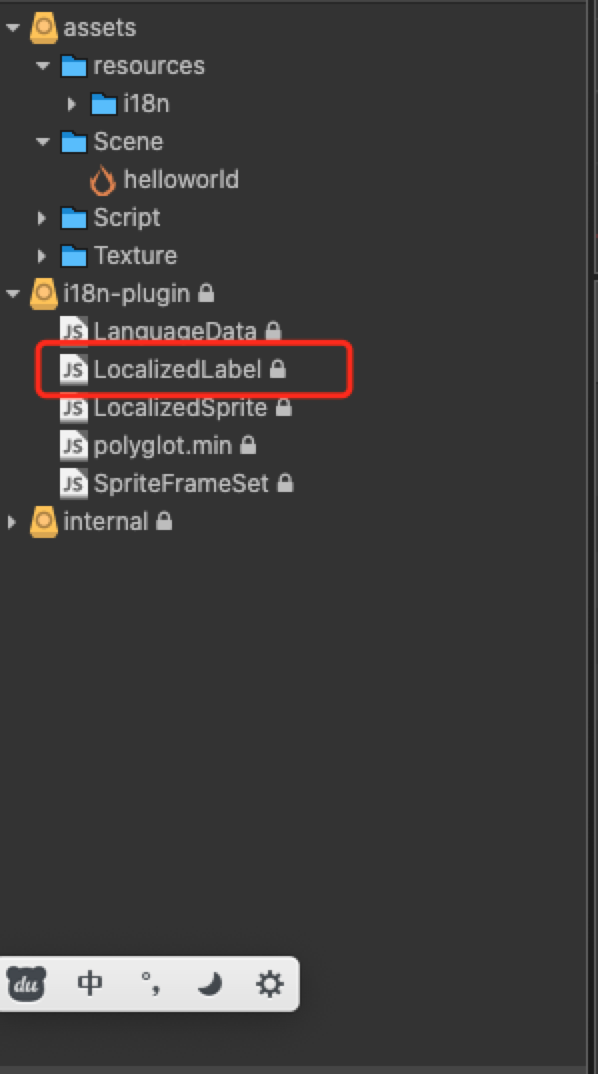 assets
resources
i18n
Scene
helloworld
Script
Texture
i18n-plugin
JS LanguageData
JS LocalizedLabel
JS LocalizedSprite
JS polyglot.min
JS SpriteFrameSet
internal
du 中 °,